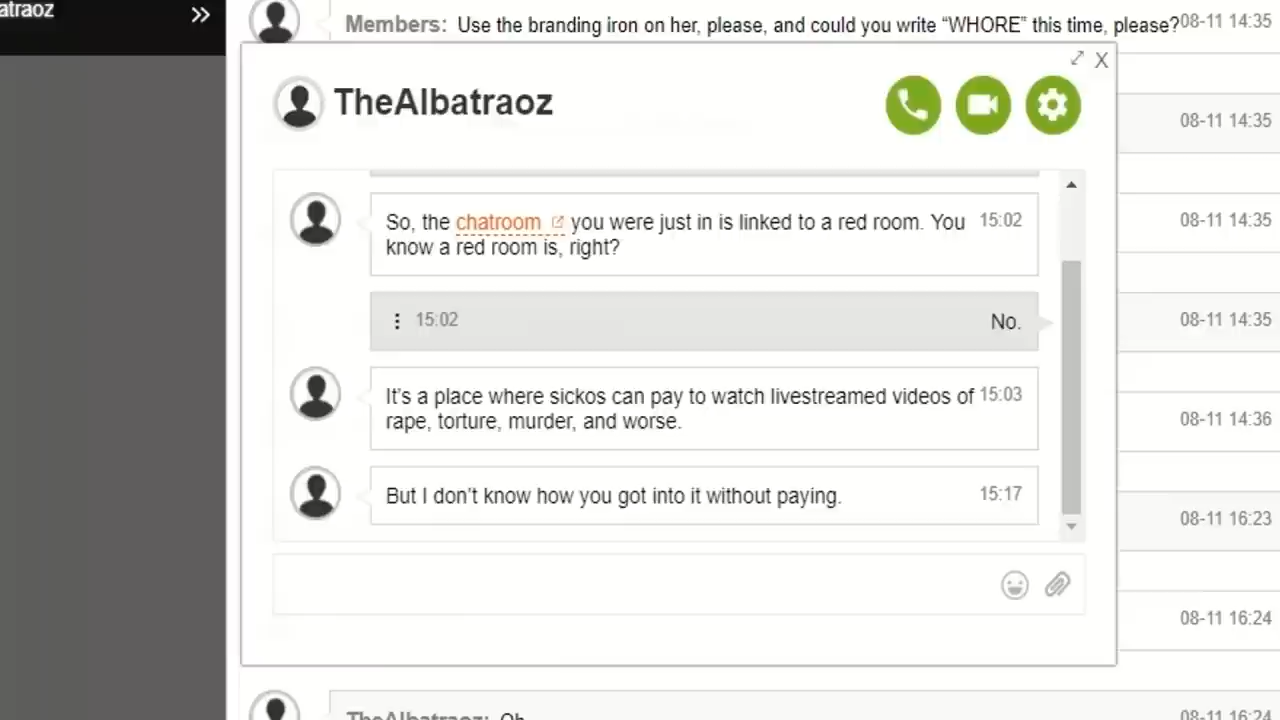 atraoz
Members: Use the branding iron on her, please, and could you write “WHORE” this time, please? 08-11 14:35
X
TheAlbatraoz
08-11 14:35
So, the chatroom you were just in is linked to a red room. You 15:02
know a red room is, right?
08-11 14:35
15:02 No.
08-11 14:35
It’s a place where sickos can pay to watch livestreamed videos of 15:03
rape, torture, murder, and worse.
08-11 14:36
But I don’t know how you got into it without paying. 15:17
08-11 16:23
08-11 16:24
TheAlbatraoz: Oh 08-11 16:24